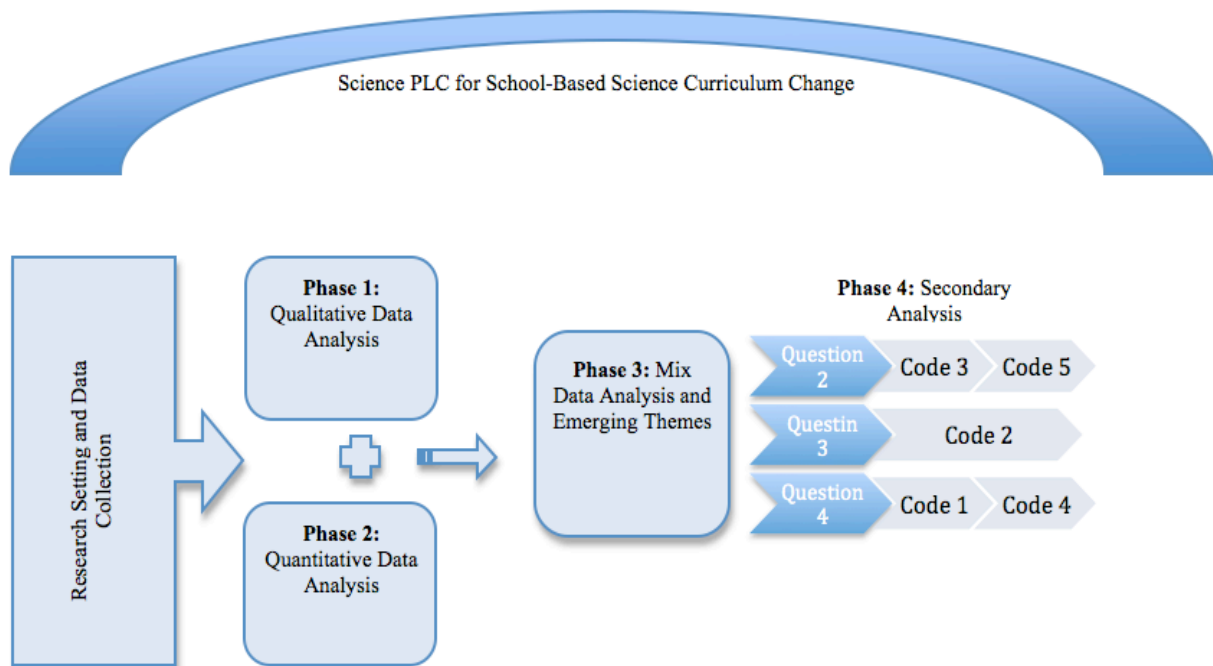 Science PLC for School-Based Science Curriculum Change
Research Setting and Data
Collection
Phase 1:
Qualitative Data
Analysis
Phase 2:
Quantitative Data
Analysis
Phase 3: Mix
Data Analysis and
Emerging Themes
Phase 4: Secondary
Analysis
Question
2
Code 3
Code 5
Questin
3
Code 2
Question
4
Code 1
Code 4